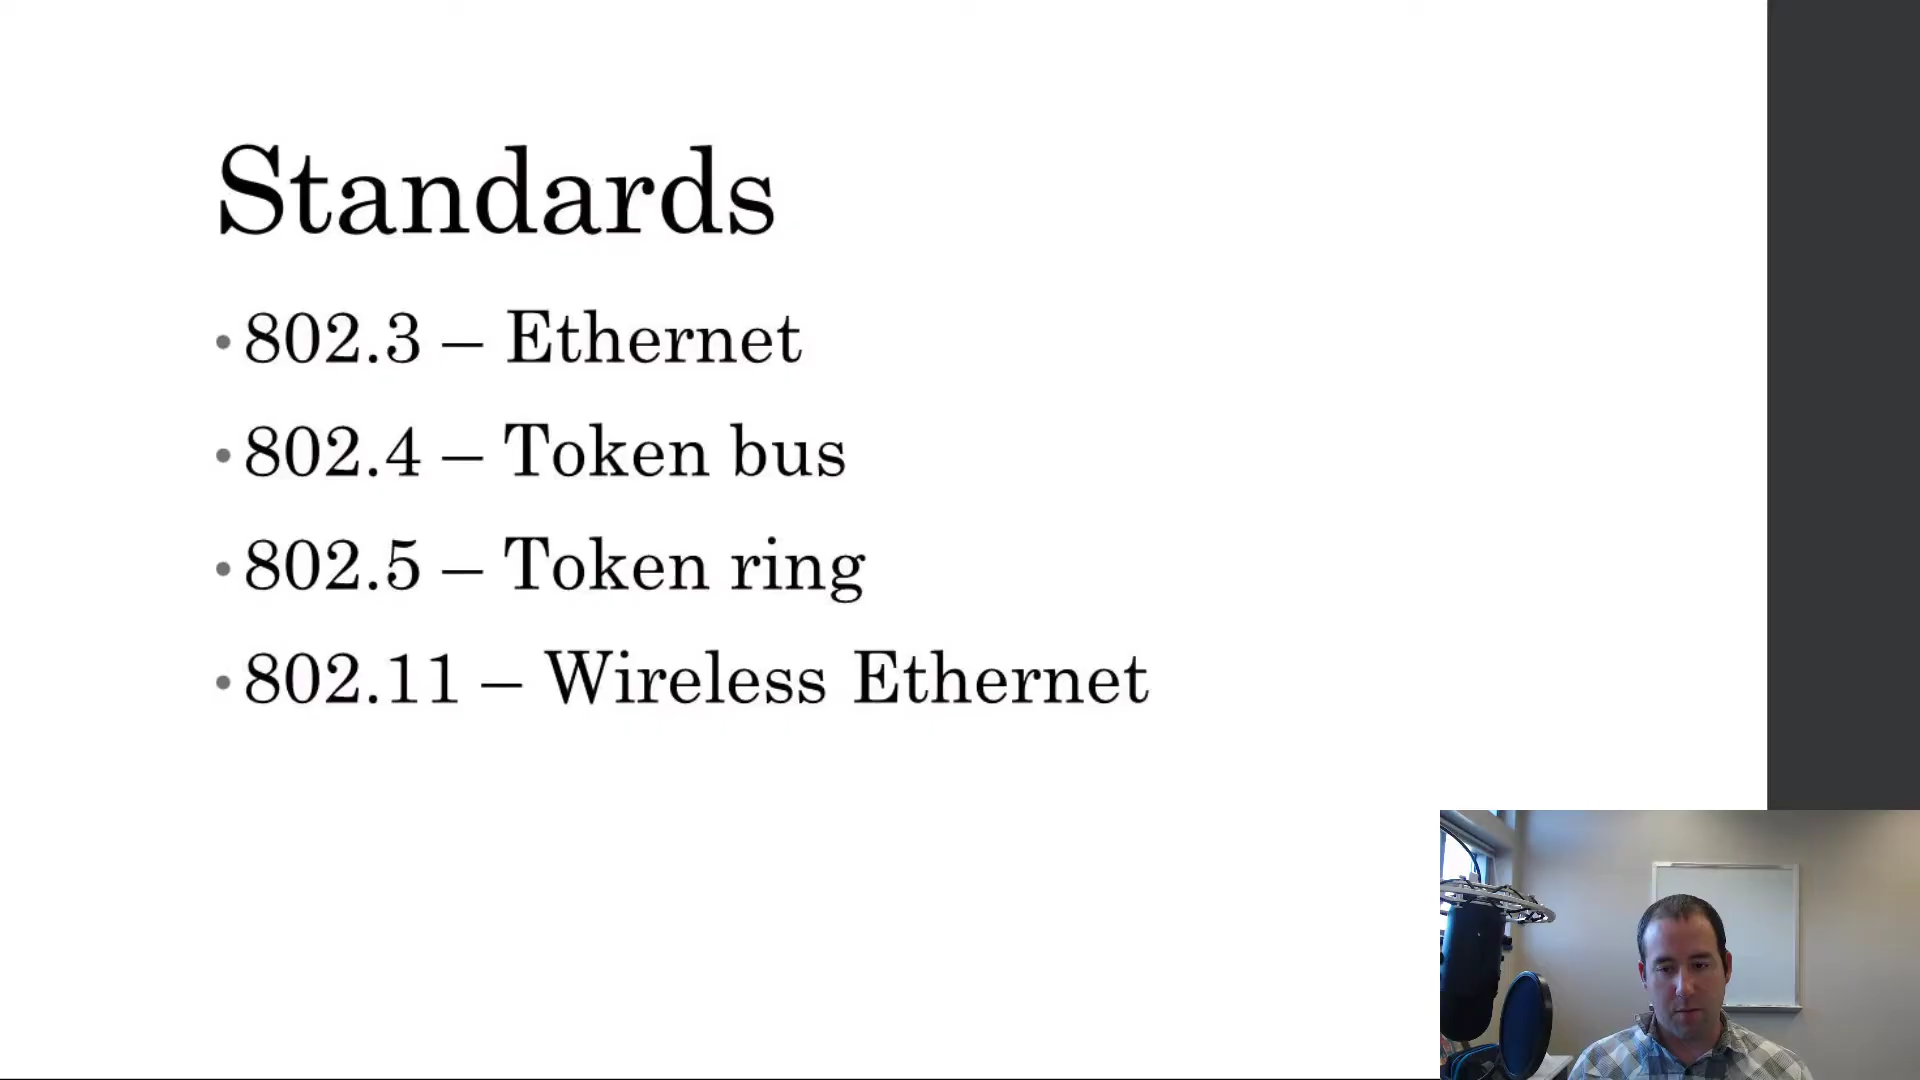 Standards
• 802.3 – Ethernet
• 802.4 – Token bus
• 802.5 – Token ring
• 802.11 – Wireless Ethernet